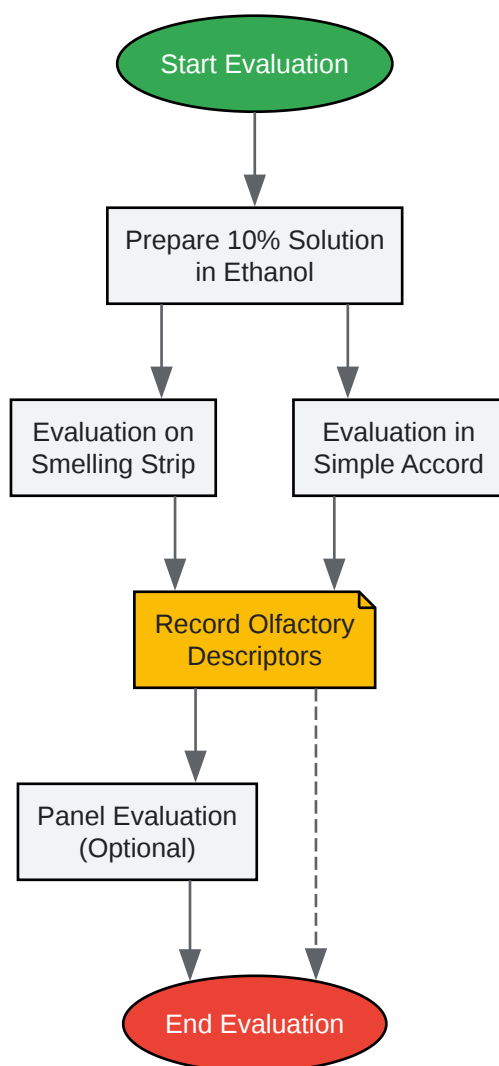 Start Evaluation
Prepare 10% Solution
in Ethanol
Evaluation on
Smelling Strip
Evaluation in
Simple Accord
Record Olfactory
Descriptors
Panel Evaluation
(Optional)
End Evaluation